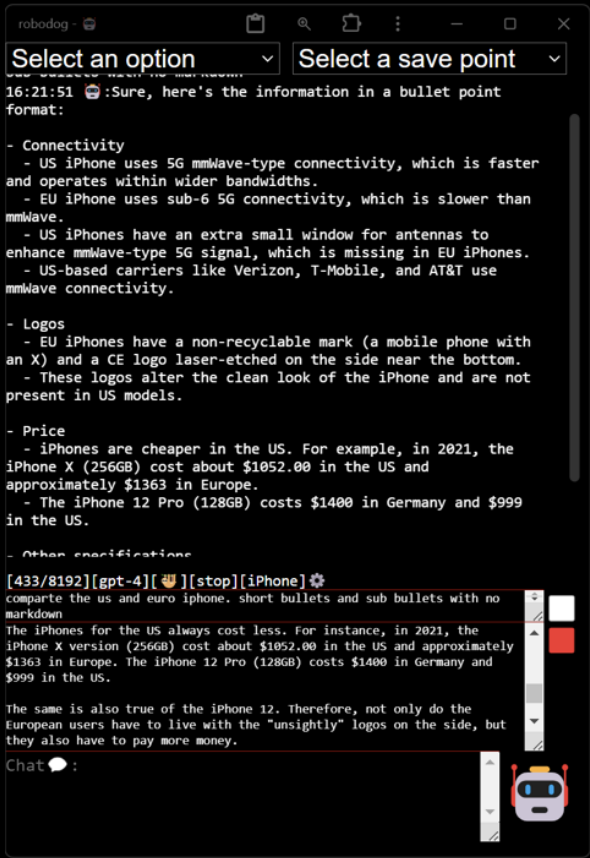 robodog -
Select an option
Select a save point
sub bullets with no markdown
16:21:51 🤖:Sure, here's the information in a bullet point
format:
- Connectivity
- US iPhone uses 5G mmWave-type connectivity, which is faster
and operates within wider bandwidths.
- EU iPhone uses sub-6 5G connectivity, which is slower than
mmWave.
- US iPhones have an extra small window for antennas to
enhance mmWave-type 5G signal, which is missing in EU iPhones.
- US-based carriers like Verizon, T-Mobile, and AT&T use
mmWave connectivity.
- Logos
- EU iPhones have a non-recyclable mark (a mobile phone with
an X) and a CE logo laser-etched on the side near the bottom.
- These logos alter the clean look of the iPhone and are not
present in US models.
- Price
- iPhones are cheaper in the US. For example, in 2021, the
iPhone X (256GB) cost about $1052.00 in the US and
approximately $1363 in Europe.
- The iPhone 12 Pro (128GB) costs $1400 in Germany and $999
in the US.
- Other specifications
[433/8192][gpt-4][🦥][stop][iPhone]⚙️
comparte the us and euro iphone. short bullets and sub bullets with no
markdown
The iPhones for the US always cost less. For instance, in 2021, the
iPhone X version (256GB) cost about $1052.00 in the US and approximately
$1363 in Europe. The iPhone 12 Pro (128GB) costs $1400 in Germany and
$999 in the US.
The same is also true of the iPhone 12. Therefore, not only do the
European users have to live with the "unsightly" logos on the side, but
they also have to pay more money.
Chat💬: